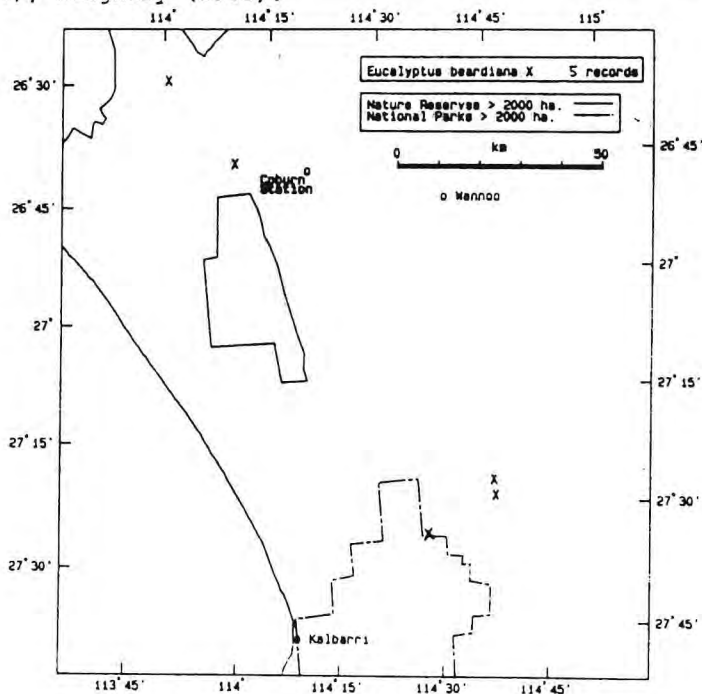 114° 114°15' 114°30' 114°45' 115°
Eucalyptus beardiana X 5 records
Nature Reserves > 2000 ha.
National Parks > 2000 ha.
km
0 50
26°30'
26°45'
27°
27°15'
27°30'
26°45'
27°
27°15'
27°30'
27°45'
X
X
Coburn
Station
o Wannoo
X
X
X
Kalbarri
113°45' 114° 114°15' 114°30' 114°45'